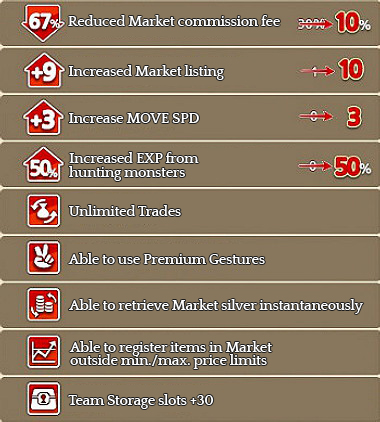 67% Reduced Market commission fee 30% 10%
+9 Increased Market listing 1 10
+3 Increase MOVE SPD 0 3
50% Increased EXP from
hunting monsters 0 50%
Unlimited Trades
Able to use Premium Gestures
Able to retrieve Market silver instantaneously
Able to register items in Market
outside min./max. price limits
Team Storage slots +30